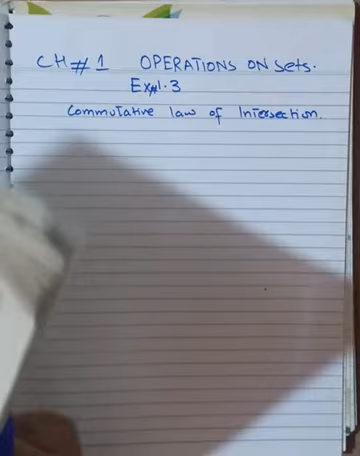 CH # 1 OPERATIONS ON Sets.
Ex# 1.3
Commutative law of Intersection.